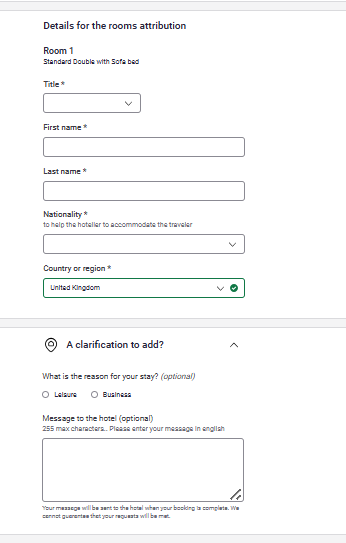 Details for the rooms attribution
Room 1
Standard Double with Sofa bed
Title *
First name *
Last name *
Nationality *
to help the hotelier to accommodate the traveler
Country or region *
United Kingdom
A clarification to add?
What is the reason for your stay? (optional)
Leisure Business
Message to the hotel (optional)
255 max characters.. Please enter your message in english
Your message will be sent to the hotel when your booking is complete. We
cannot guarantee that your requests will be met.